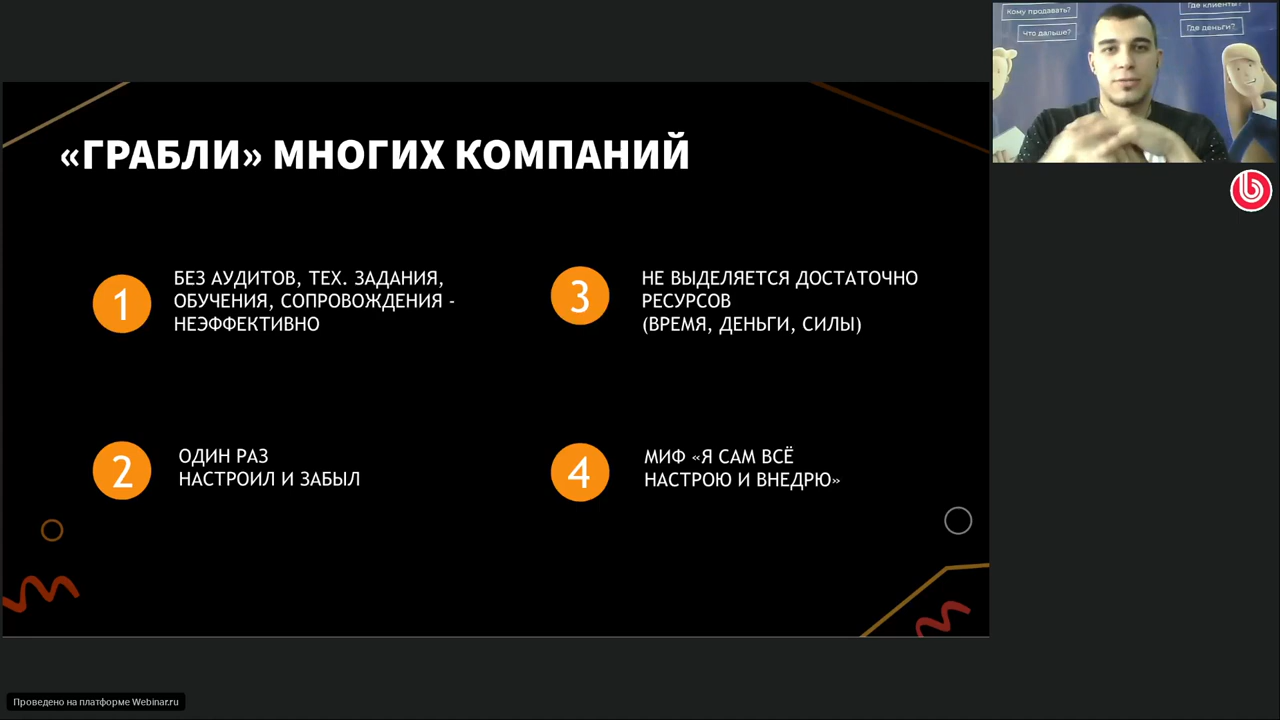 Кому продавать?
Где клиенты?
Что дальше?
Где деньги?
«ГРАБЛИ» МНОГИХ КОМПАНИЙ
1
БЕЗ АУДИТОВ, ТЕХ. ЗАДАНИЯ,
ОБУЧЕНИЯ, СОПРОВОЖДЕНИЯ -
НЕЭФФЕКТИВНО
2
ОДИН РАЗ
НАСТРОИЛ И ЗАБЫЛ
3
НЕ ВЫДЕЛЯЕТСЯ ДОСТАТОЧНО
РЕСУРСОВ
(ВРЕМЯ, ДЕНЬГИ, СИЛЫ)
4
МИФ «Я САМ ВСЁ
НАСТРОЮ И ВНЕДРЮ»
Проведено на платформе Webinar.ru